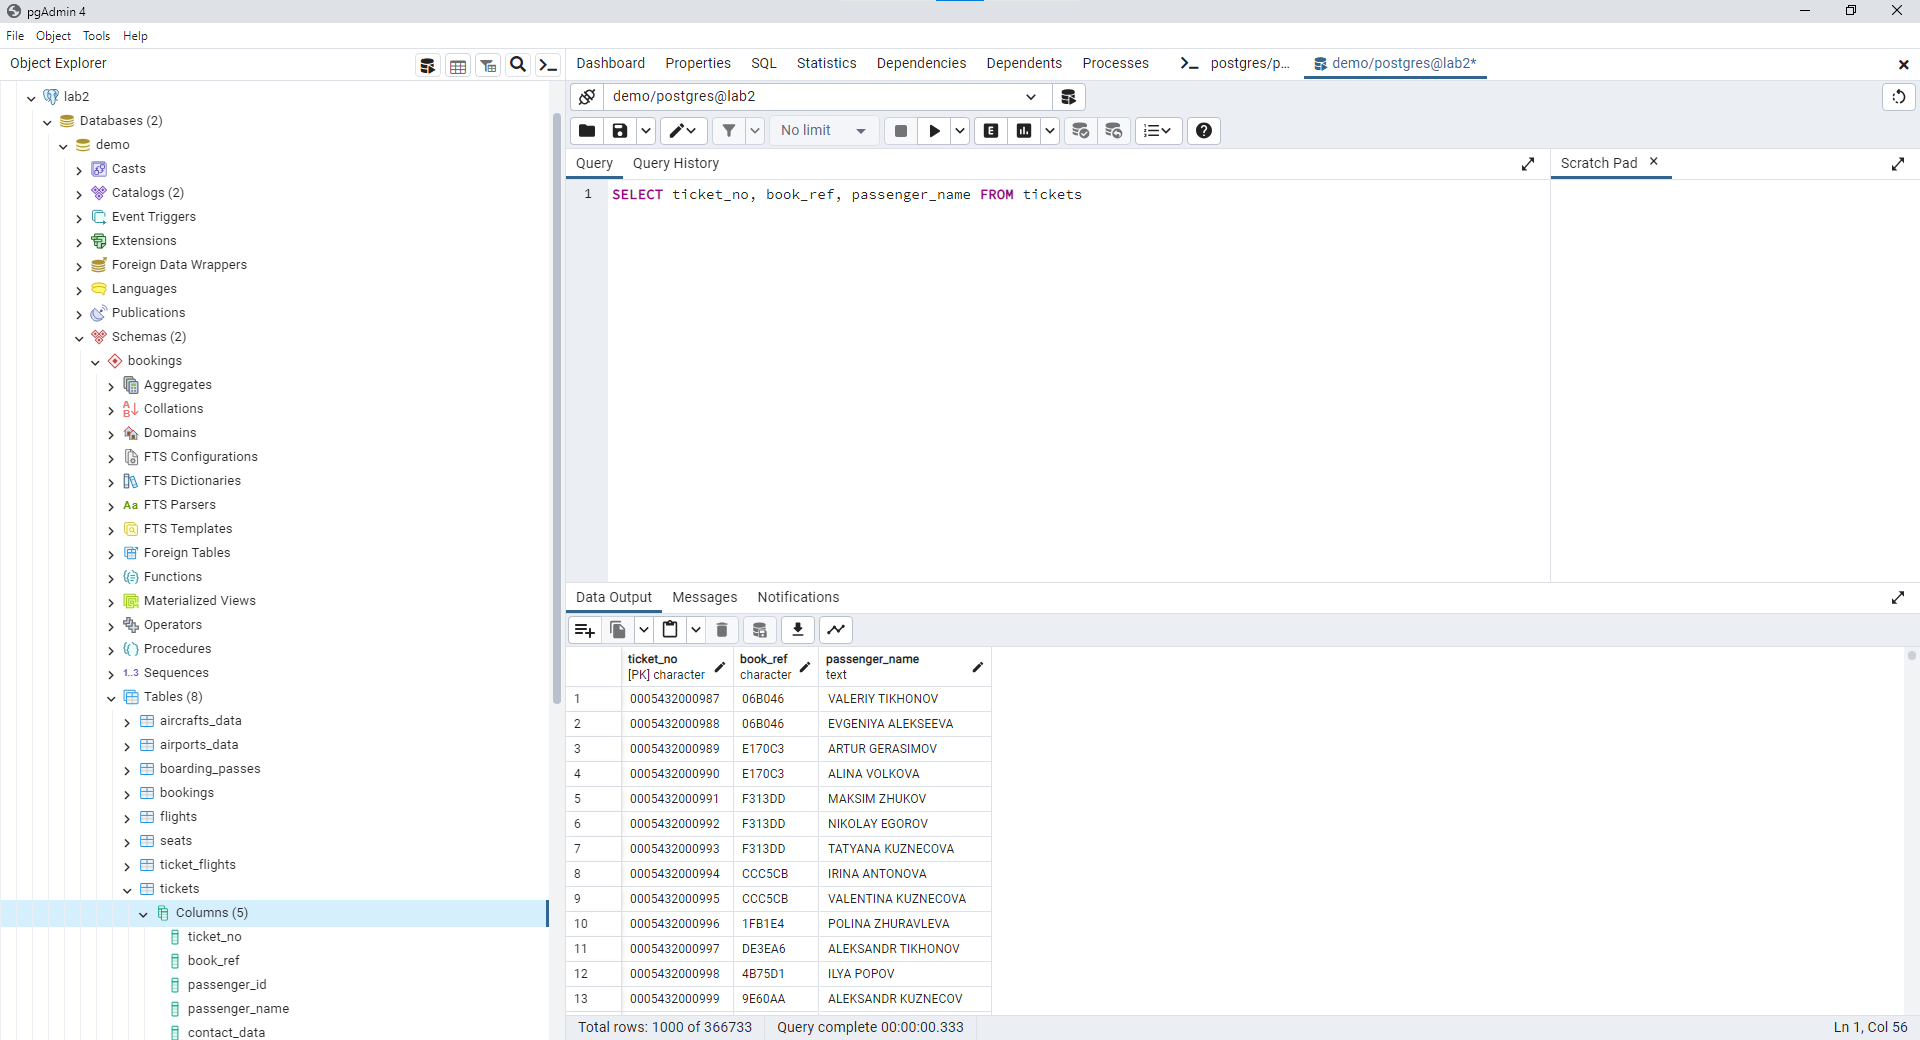 pgAdmin 4
File Object Tools Help
Object Explorer
lab2
Databases (2)
demo
Casts
Catalogs (2)
Event Triggers
Extensions
Foreign Data Wrappers
Languages
Publications
Schemas (2)
bookings
Aggregates
Collations
Domains
FTS Configurations
FTS Dictionaries
Aa FTS Parsers
FTS Templates
Foreign Tables
Functions
Materialized Views
Operators
Procedures
1..3 Sequences
Tables (8)
aircrafts_data
airports_data
boarding_passes
bookings
flights
seats
ticket_flights
tickets
Columns (5)
ticket_no
book_ref
passenger_id
passenger_name
contact_data
Dashboard Properties SQL Statistics Dependencies Dependents Processes postgres/p... demo/postgres@lab2*
demo/postgres@lab2
No limit E
Query Query History
1 SELECT ticket_no, book_ref, passenger_name FROM tickets
Scratch Pad
Data Output Messages Notifications
ticket_no book_ref passenger_name
[PK] character character text
1 0005432000987 06B046 VALERIY TIKHONOV
2 0005432000988 06B046 EVGENIYA ALEKSEEVA
3 0005432000989 E170C3 ARTUR GERASIMOV
4 0005432000990 E170C3 ALINA VOLKOVA
5 0005432000991 F313DD MAKSIM ZHUKOV
6 0005432000992 F313DD NIKOLAY EGOROV
7 0005432000993 F313DD TATYANA KUZNECOVA
8 0005432000994 CCC5CB IRINA ANTONOVA
9 0005432000995 CCC5CB VALENTINA KUZNECOVA
10 0005432000996 1FB1E4 POLINA ZHURAVLEVA
11 0005432000997 DE3EA6 ALEKSANDR TIKHONOV
12 0005432000998 4B75D1 ILYA POPOV
13 0005432000999 9E60AA ALEKSANDR KUZNECOV
Total rows: 1000 of 366733 Query complete 00:00:00.333 Ln 1, Col 56